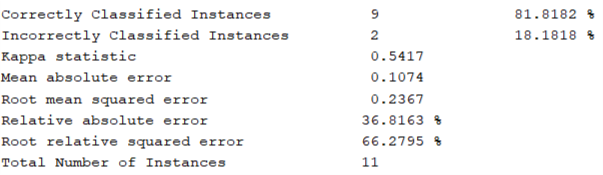 Correctly Classified Instances 9 81.8182 %
Incorrectly Classified Instances 2 18.1818 %
Kappa statistic 0.5417
Mean absolute error 0.1074
Root mean squared error 0.2367
Relative absolute error 36.8163 %
Root relative squared error 66.2795 %
Total Number of Instances 11